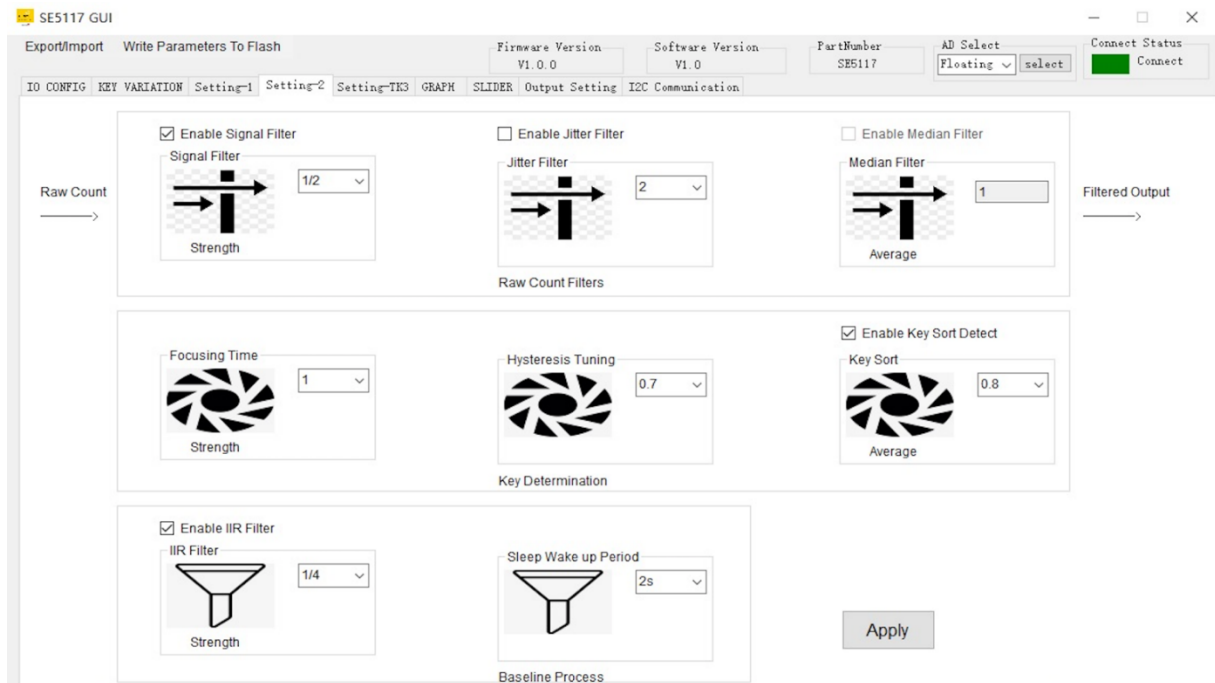 SE5117 GUI
Export/Import Write Parameters To Flash
Firmware Version
V1.0.0
Software Version
V1.0
PartNumber
SE5117
AD Select
Floating select
Connect Status
Connect
IO CONFIG KEY VARIATION Setting-1 Setting-2 Setting-TK3 GRAPH SLIDER Output Setting I2C Communication
Raw Count
Enable Signal Filter
Signal Filter
1/2
Strength
Enable Jitter Filter
Jitter Filter
2
Enable Median Filter
Median Filter
1
Average
Raw Count Filters
Filtered Output
Focusing Time
1
Strength
Hysteresis Tuning
0.7
Enable Key Sort Detect
Key Sort
0.8
Average
Key Determination
Enable IIR Filter
IIR Filter
1/4
Strength
Sleep Wake up Period
2s
Baseline Process
Apply